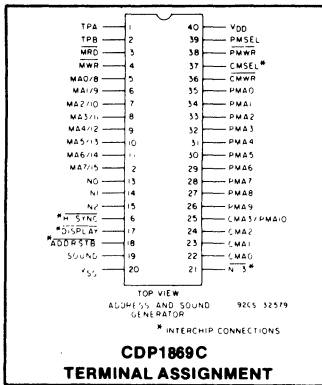 TPA 1 40 VDD
TPB 2 39 PMSEL
MRD 3 38 PMWR
MWR 4 37 CMSEL*
MA0/8 5 36 CMWR
MA1/9 6 35 PMA0
MA2/10 7 34 PMA1
MA3/11 8 33 PMA2
MA4/12 9 32 PMA3
MA5/13 10 31 PMA4
MA6/14 30 PMA5
MA7/15 2 29 PMA6
N0 13 28 PMA7
N1 14 27 PMA8
N2 15 26 PMA9
*H SYNC 6 25 CMA3/PMA10
*DISPLAY 17 24 CMA2
*ADDRSTB 18 23 CMA1
SOUND 19 22 CMA0
VSS 20 21 N 3*
TOP VIEW
ADDRESS AND SOUND 92CS 32579
GENERATOR
* INTERCHIP CONNECTIONS
CDP1869C
TERMINAL ASSIGNMENT